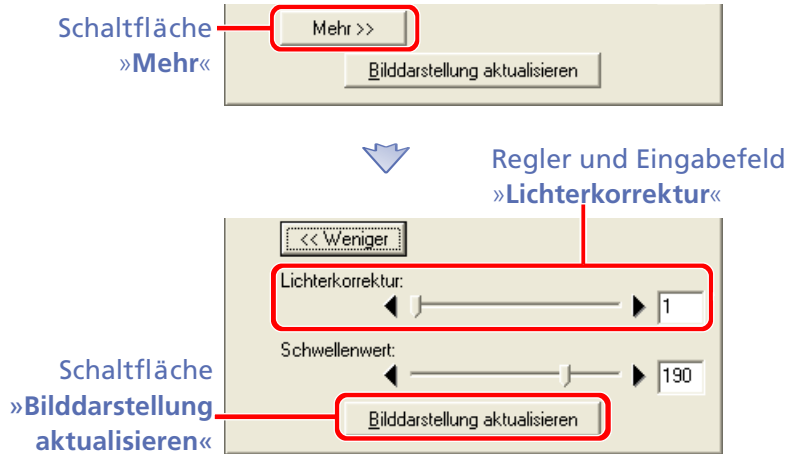 Schaltfläche
»Mehr«
Mehr >>
Bilddarstellung aktualisieren
Regler und Eingabefeld
»Lichterkorrektur«
<< Weniger
Lichterkorrektur:
1
Schwellenwert:
190
Schaltfläche
»Bilddarstellung
aktualisieren«
Bilddarstellung aktualisieren